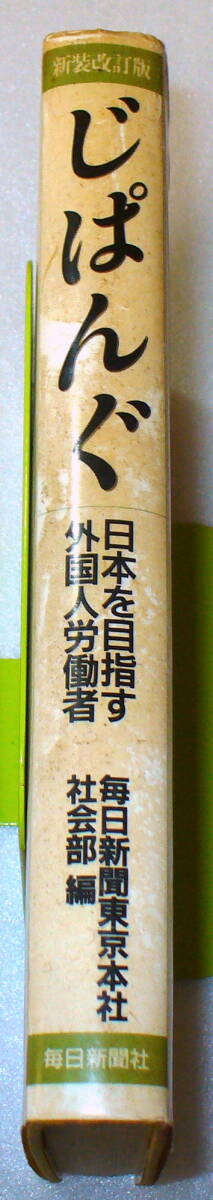 新装改訂版
じぱんぐ
日本を目指す
外国人労働者
毎日新聞東京本社
社会部 編
毎日新聞社